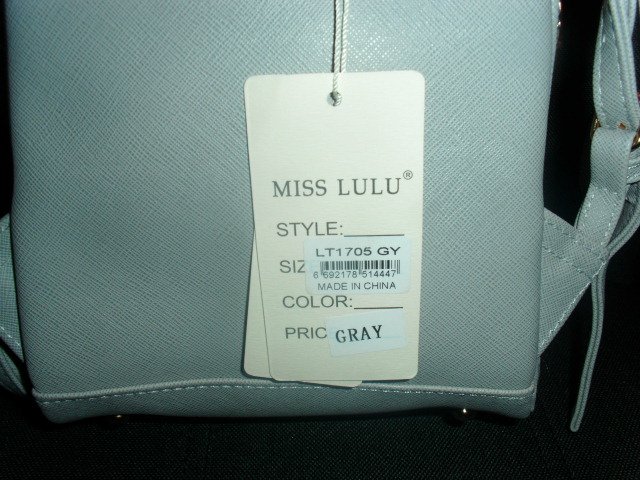 MISS LULU®
STYLE:
LT1705 GY
SIZ
6 692178 514447
MADE IN CHINA
COLOR:
PRIC GRAY